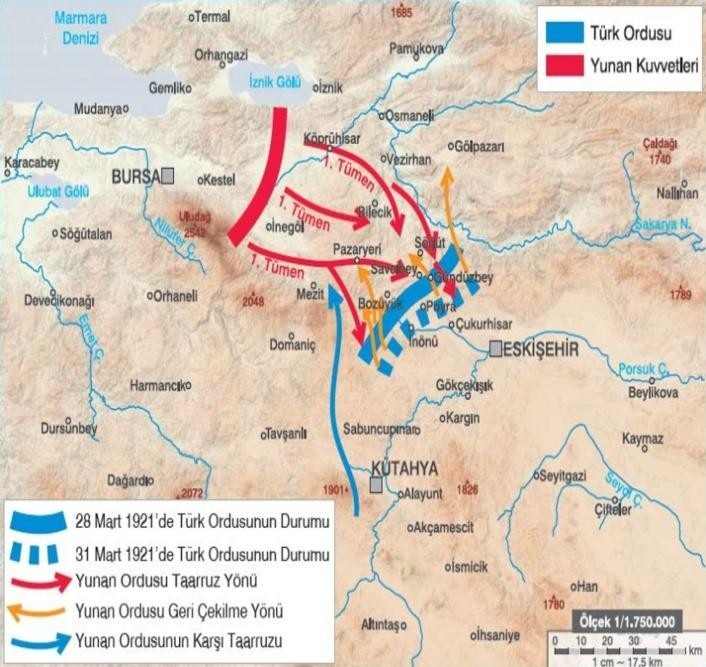 Marmara
Denizi
Termal
1685
Orhangazi
Pamukova
Türk Ordusu
Yunan Kuvvetleri
Gemliko
İznik Gölü
İznik
Mudanya
Osmaneli
Köprühisar
Gölpazarı
Çaldağı
1740
Karacabey
BURSA
Kestel
1. Tümen
Vezirhan
Nallıhan
Ulubat Gölü
Uludağ
2542
1. Tümen
Bilecik
Sakarya N.
Söğütalan
Nilüfer Ç.
İnegöl
Pazaryeri
Söğüt
1. Tümen
Savcıbey
Gündüzbey
Devecikonağı
Orhaneli
2048
Mezit
Bozüyük
Poyra
1789
Emet Ç.
Çukurhisar
Domaniç
İnönü
ESKİŞEHİR
Porsuk Ç.
Harmancık
Gökçekışık
Beylikova
Dursunbey
Tavşanlı
Sabuncupınar
Kargın
Kaymaz
Dağardı
2072
KÜTAHYA
1901
Alayunt
1826
Seyitgazi
Seydi Ç.
Çifteler
28 Mart 1921'de Türk Ordusunun Durumu
31 Mart 1921'de Türk Ordusunun Durumu
Yunan Ordusu Taarruz Yönü
Yunan Ordusu Geri Çekilme Yönü
Yunan Ordusunun Karşı Taarruzu
Akçamescit
İsmicik
Han
1780
Altıntaş
İhsaniye
Ölçek 1/1.750.000
0 10 20 30 45 km
1 cm ~ 17,5 km